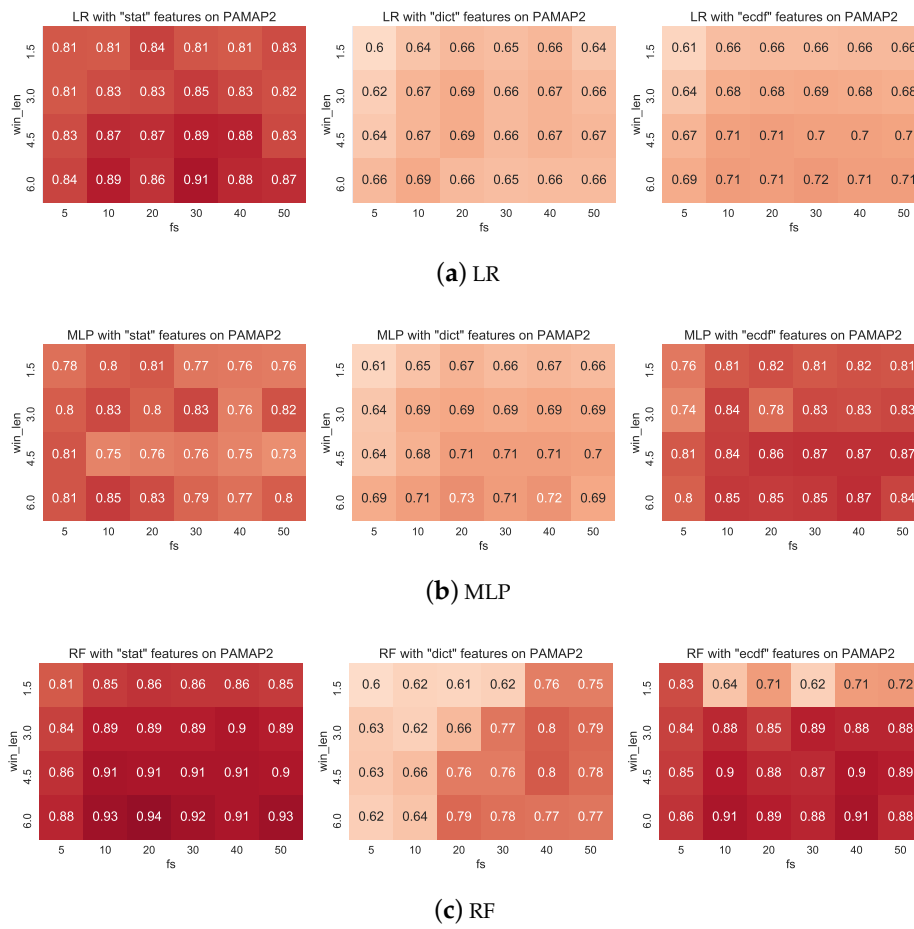 LR with "stat" features on PAMAP2 LR with "dict" features on PAMAP2 LR with "ecdf" features on PAMAP2
1.5 0.81 0.81 0.84 0.81 0.81 0.83 1.5 0.6 0.64 0.66 0.65 0.66 0.64 1.5 0.61 0.66 0.66 0.66 0.66 0.66
3.0 0.81 0.83 0.83 0.85 0.83 0.82 3.0 0.62 0.67 0.69 0.66 0.67 0.66 3.0 0.64 0.68 0.68 0.69 0.68 0.68
win_len win_len win_len
4.5 0.83 0.87 0.87 0.89 0.88 0.83 4.5 0.64 0.67 0.69 0.66 0.67 0.67 4.5 0.67 0.71 0.71 0.7 0.7 0.7
6.0 0.84 0.89 0.86 0.91 0.88 0.87 6.0 0.66 0.69 0.66 0.65 0.66 0.66 6.0 0.69 0.71 0.71 0.72 0.71 0.71
5 10 20 30 40 50 5 10 20 30 40 50 5 10 20 30 40 50
fs fs fs
(a) LR
MLP with "stat" features on PAMAP2 MLP with "dict" features on PAMAP2 MLP with "ecdf" features on PAMAP2
1.5 0.78 0.8 0.81 0.77 0.76 0.76 1.5 0.61 0.65 0.67 0.66 0.67 0.66 1.5 0.76 0.81 0.82 0.81 0.82 0.81
3.0 0.8 0.83 0.8 0.83 0.76 0.82 3.0 0.64 0.69 0.69 0.69 0.69 0.69 3.0 0.74 0.84 0.78 0.83 0.83 0.83
win_len win_len win_len
4.5 0.81 0.75 0.76 0.76 0.75 0.73 4.5 0.64 0.68 0.71 0.71 0.71 0.7 4.5 0.81 0.84 0.86 0.87 0.87 0.87
6.0 0.81 0.85 0.83 0.79 0.77 0.8 6.0 0.69 0.71 0.73 0.71 0.72 0.69 6.0 0.8 0.85 0.85 0.85 0.87 0.84
5 10 20 30 40 50 5 10 20 30 40 50 5 10 20 30 40 50
fs fs fs
(b) MLP
RF with "stat" features on PAMAP2 RF with "dict" features on PAMAP2 RF with "ecdf" features on PAMAP2
1.5 0.81 0.85 0.86 0.86 0.86 0.85 1.5 0.6 0.62 0.61 0.62 0.76 0.75 1.5 0.83 0.64 0.71 0.62 0.71 0.72
3.0 0.84 0.89 0.89 0.89 0.9 0.89 3.0 0.63 0.62 0.66 0.77 0.8 0.79 3.0 0.84 0.88 0.85 0.89 0.88 0.88
win_len win_len win_len
4.5 0.86 0.91 0.91 0.91 0.91 0.9 4.5 0.63 0.66 0.76 0.76 0.8 0.78 4.5 0.85 0.9 0.88 0.87 0.9 0.89
6.0 0.88 0.93 0.94 0.92 0.91 0.93 6.0 0.62 0.64 0.79 0.78 0.77 0.77 6.0 0.86 0.91 0.89 0.88 0.91 0.88
5 10 20 30 40 50 5 10 20 30 40 50 5 10 20 30 40 50
fs fs fs
(c) RF